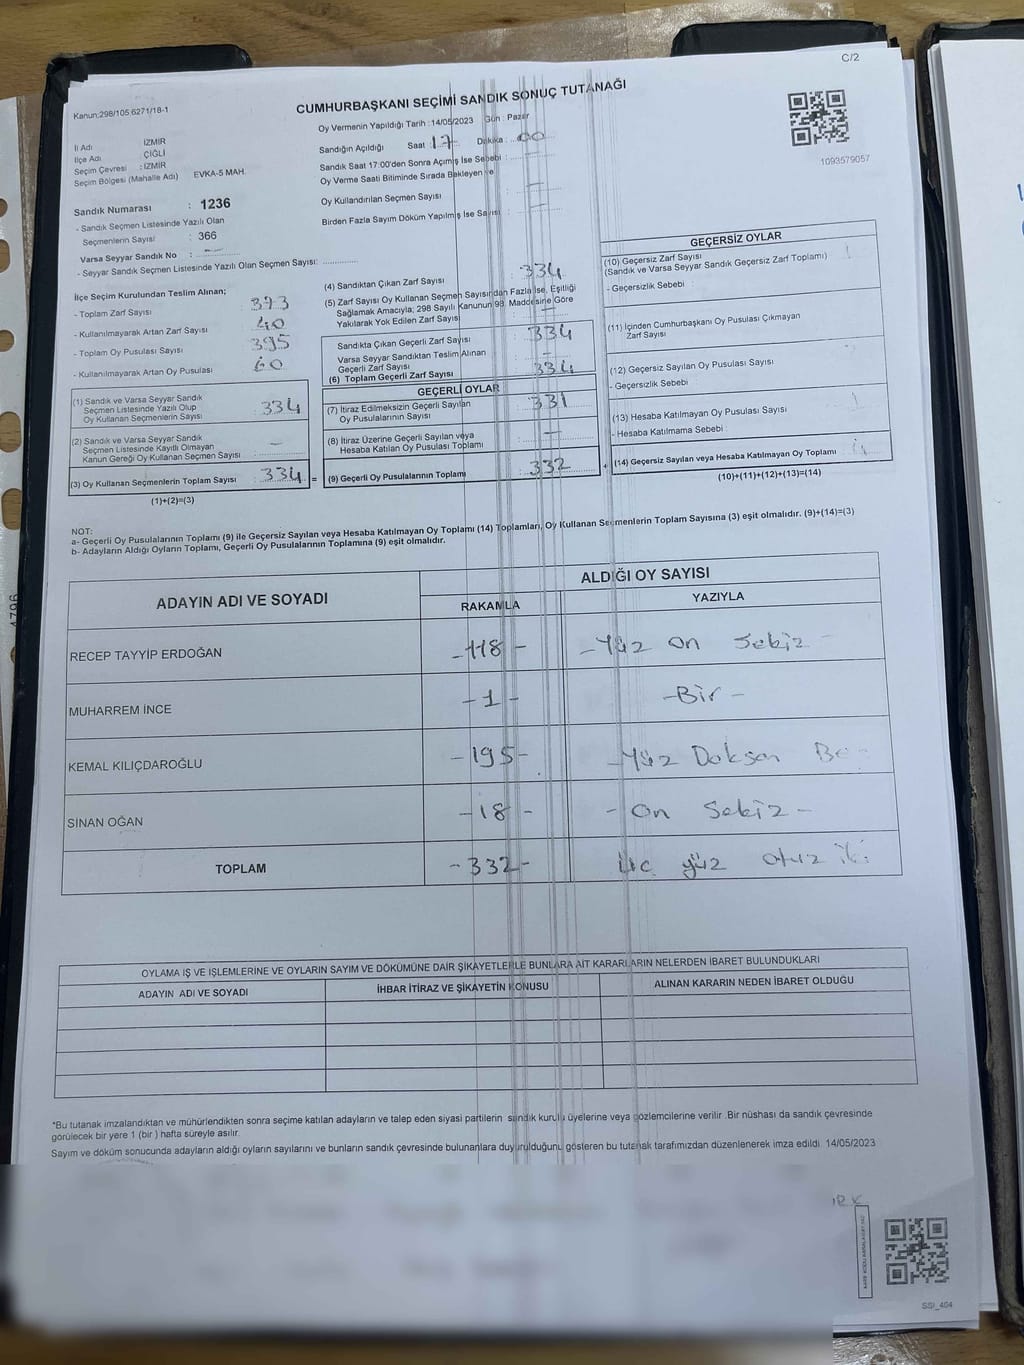 C/2
Kanun;298/105 6271/18-1
CUMHURBAŞKANI SEÇİMİ SANDIK SONUÇ TUTANAĞI
İl Adı İZMİR
İlçe Adı ÇİĞLİ
Seçim Çevresi : İZMİR
Seçim Bölgesi (Mahalle Adı) EVKA-5 MAH.
Sandık Numarası : 1236
- Sandık Seçmen Listesinde Yazılı Olan
Seçmenlerin Sayısı : 366
Varsa Seyyar Sandık No : -
- Seyyar Sandık Seçmen Listesinde Yazılı Olan Seçmen Sayısı:
Oy Vermenin Yapıldığı Tarih : 14/05/2023 Gün : Pazar
Sandığın Açıldığı Saat 17 Dakika : 00
Sandık Saat 17:00'den Sonra Açımış İse Sebebi :
Oy Verme Saati Bitiminde Sırada Bekleyen ve
Oy Kullandırılan Seçmen Sayısı : -
Birden Fazla Sayım Döküm Yapılmış İse Sayısı : -
1093579057
İlçe Seçim Kurulundan Teslim Alınan;
- Toplam Zarf Sayısı 373
- Kullanılmayarak Artan Zarf Sayısı 40
- Toplam Oy Pusulası Sayısı 395
- Kullanılmayarak Artan Oy Pusulası 60
(1) Sandık ve Varsa Seyyar Sandık
Seçmen Listesinde Yazılı Olup
Oy Kullanan Seçmenlerin Sayısı : 334
(2) Sandık ve Varsa Seyyar Sandık
Seçmen Listesinde Kayıtlı Olmayan
Kanun Gereği Oy Kullanan Seçmen Sayısı : -
(3) Oy Kullanan Seçmenlerin Toplam Sayısı : 334
(1)+(2)=(3)
(4) Sandıktan Çıkan Zarf Sayısı : 334
(5) Zarf Sayısı Oy Kullanan Seçmen Sayısından Fazla İse, Eşitliği
Sağlamak Amacıyla; 298 Sayılı Kanunun 98. Maddesine Göre
Yakılarak Yok Edilen Zarf Sayısı : -
Sandıkta Çıkan Geçerli Zarf Sayısı : 334
Varsa Seyyar Sandıktan Teslim Alınan
Geçerli Zarf Sayısı : -
(6) Toplam Geçerli Zarf Sayısı : 334
GEÇERLİ OYLAR
(7) İtiraz Edilmeksizin Geçerli Sayılan
Oy Pusulalarının Sayısı : 331
(8) İtiraz Üzerine Geçerli Sayılan veya
Hesaba Katılan Oy Pusulası Toplamı : -
= (9) Geçerli Oy Pusulalarının Toplamı : 332
GEÇERSİZ OYLAR
(10) Geçersiz Zarf Sayısı
(Sandık ve Varsa Seyyar Sandık Geçersiz Zarf Toplamı)
- Geçersizlik Sebebi :
(11) İçinden Cumhurbaşkanı Oy Pusulası Çıkmayan
Zarf Sayısı
(12) Geçersiz Sayılan Oy Pusulası Sayısı
- Geçersizlik Sebebi
(13) Hesaba Katılmayan Oy Pusulası Sayısı
- Hesaba Katılmama Sebebi :
+ (14) Geçersiz Sayılan veya Hesaba Katılmayan Oy Toplamı
(10)+(11)+(12)+(13)=(14)
NOT:
a- Geçerli Oy Pusulalarının Toplamı (9) ile Geçersiz Sayılan veya Hesaba Katılmayan Oy Toplamı (14) Toplamları, Oy Kullanan Seçmenlerin Toplam Sayısına (3) eşit olmalıdır. (9)+(14)=(3)
b- Adayların Aldığı Oyların Toplamı, Geçerli Oy Pusulalarının Toplamına (9) eşit olmalıdır.
ADAYIN ADI VE SOYADI
ALDIĞI OY SAYISI
RAKAMLA YAZIYLA
RECEP TAYYİP ERDOĞAN -118- -Yüz on Sekiz -
MUHARREM İNCE -1- -Bir-
KEMAL KILIÇDAROĞLU -195- -Yüz Doksan
SİNAN OĞAN -18- -On Sekiz-
TOPLAM -332- Üç yüz otuz iki
OYLAMA İŞ VE İŞLEMLERİNE VE OYLARIN SAYIM VE DÖKÜMÜNE DAİR ŞİKAYETLERLE BUNLARA AİT KARARLARIN NELERDEN İBARET BULUNDUKLARI
ADAYIN ADI VE SOYADI İHBAR İTİRAZ VE ŞİKAYETİN KONUSU ALINAN KARARIN NEDEN İBARET OLDUĞU
*Bu tutanak imzalandıktan ve mühürlendikten sonra seçime katılan adayların ve talep eden siyasi partilerin sandık kurulu üyelerine veya gözlemcilerine verilir .Bir nüshası da sandık çevresinde
görülecek bir yere 1 (bir ) hafta süreyle asılır.
Sayım ve döküm sonucunda adayların aldığı oyların sayılarını ve bunların sandık çevresinde bulunanlara duyurulduğunu gösteren bu tutanak tarafımızdan düzenlenerek imza edildi. 14/05/2023
SSI_404
4796